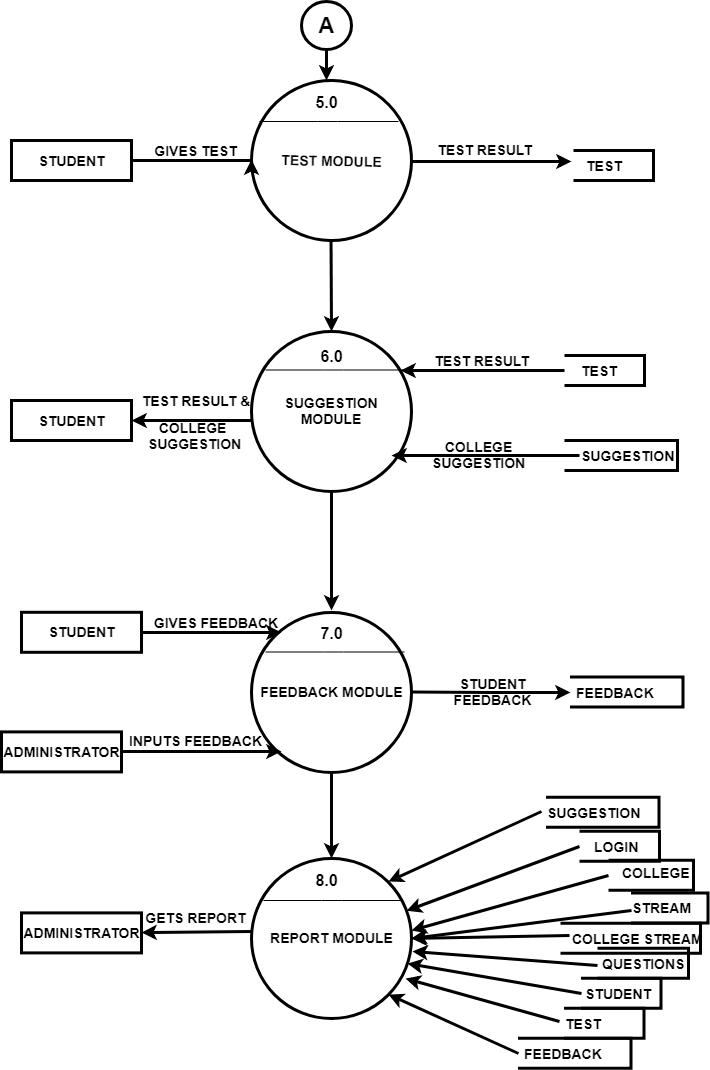 A
5.0
STUDENT
GIVES TEST
TEST MODULE
TEST RESULT
TEST
6.0
TEST RESULT
TEST
STUDENT
TEST RESULT &
COLLEGE
SUGGESTION
SUGGESTION
MODULE
COLLEGE
SUGGESTION
SUGGESTION
STUDENT
GIVES FEEDBACK
7.0
FEEDBACK MODULE
STUDENT
FEEDBACK
FEEDBACK
ADMINISTRATOR
INPUTS FEEDBACK
8.0
ADMINISTRATOR
GETS REPORT
REPORT MODULE
SUGGESTION
LOGIN
COLLEGE
STREAM
COLLEGE STREAM
QUESTIONS
STUDENT
TEST
FEEDBACK